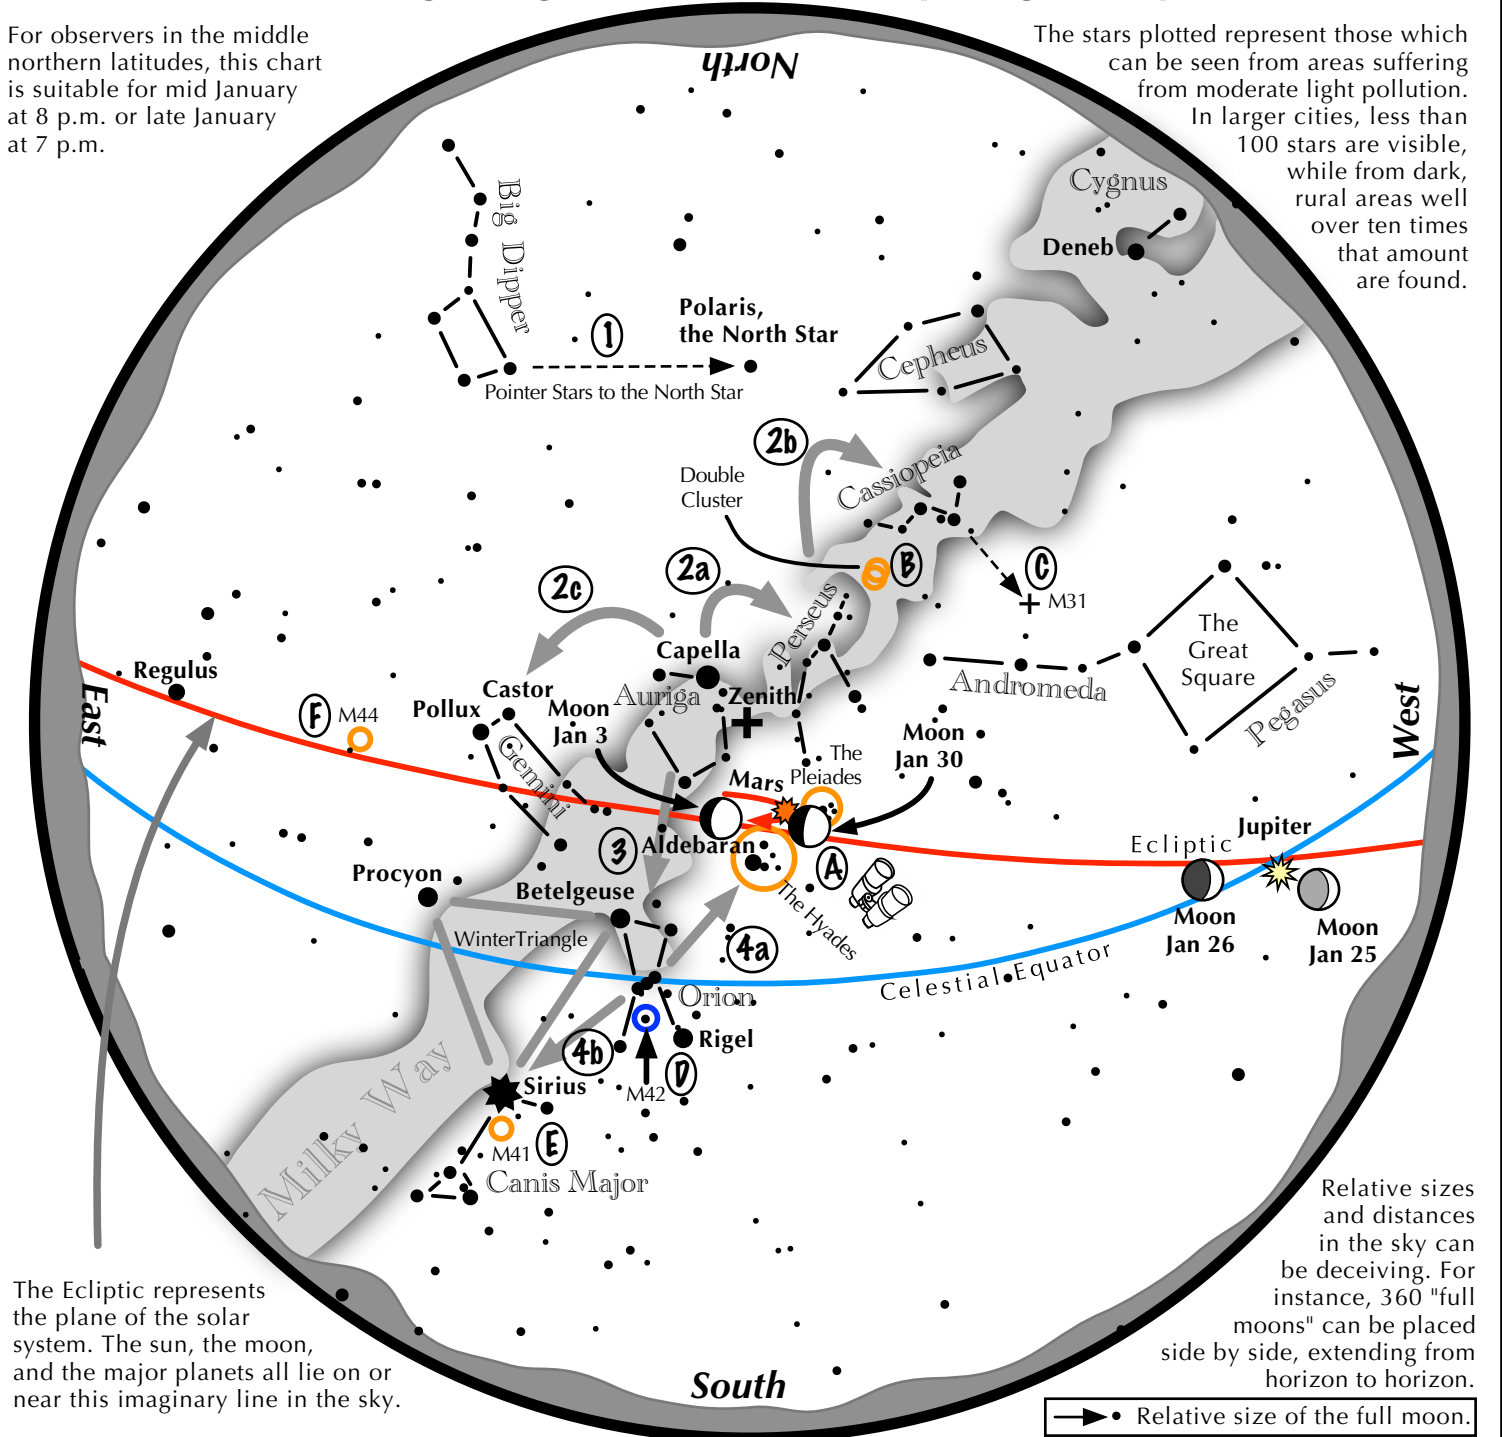 For observers in the middle
northern latitudes, this chart
is suitable for mid January
at 8 p.m. or late January
at 7 p.m.
The stars plotted represent those which
can be seen from areas suffering
from moderate light pollution.
In larger cities, less than
100 stars are visible,
while from dark,
rural areas well
over ten times
that amount
are found.
North
Cygnus
Deneb
Big Dipper
1
Polaris,
the North Star
Pointer Stars to the North Star
Cepheus
2b
Cassiopeia
Double
Cluster
B
C
M31
2a
2c
Perseus
The
Great
Square
Capella
Andromeda
Pegasus
Regulus
East
West
Castor
Pollux
Auriga
Zenith
F
M44
Moon
Jan 3
Gemini
Moon
Jan 30
The
Pleiades
Mars
Aldebaran
3
A
The Hyades
Ecliptic
Jupiter
Procyon
Betelgeuse
WinterTriangle
4a
Moon
Jan 26
Moon
Jan 25
Celestial Equator
Orion
Rigel
4b
D
M42
Milky Way
Sirius
M41
E
Canis Major
The Ecliptic represents
the plane of the solar
system. The sun, the moon,
and the major planets all lie on or
near this imaginary line in the sky.
South
Relative sizes
and distances
in the sky can
be deceiving. For
instance, 360 "full
moons" can be placed
side by side, extending from
horizon to horizon.
Relative size of the full moon.